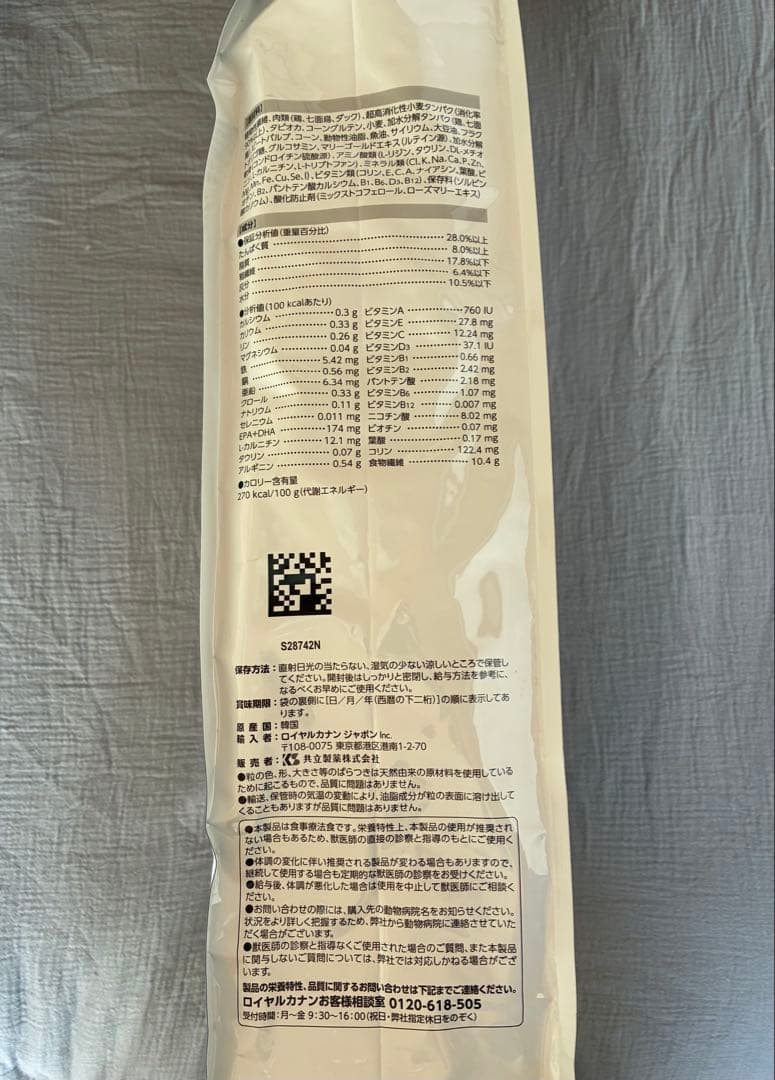 肉類(鶏、七面鳥、ダック)、超高消化性小麦タンパク(消化率
タピオカ、コーングルテン、小麦、加水分解タンパク(鶏、七面
ートパルプ、コーン、動物性油脂、魚油、サイリウム、大豆油、フラク
グルコサミン、マリーゴールドエキス(ルテイン源)、加水分解
(コンドロイチン硫酸源)、アミノ酸類(L-リジン、タウリン、DL-メチオ
L-カルニチン、L-トリプトファン)、ミネラル類(Cl、K、Na、Ca、P、Zn、
Mn、Fe、Cu、Se、I)、ビタミン類(コリン、E、C、A、ナイアシン、葉酸、ビ
B2、パントテン酸カルシウム、B1、B6、D3、B12)、保存料(ソルビン
カリウム)、酸化防止剤(ミックストコフェロール、ローズマリーエキス)
【成分】
●保証分析値(重量百分比)
たんぱく質 28.0%以上
脂質 8.0%以上
粗繊維 17.8%以下
灰分 6.4%以下
水分 10.5%以下
●分析値(100 kcalあたり)
カルシウム 0.3 g ビタミンA 760 IU
カリウム 0.33 g ビタミンE 27.8 mg
リン 0.26 g ビタミンC 12.24 mg
マグネシウム 0.04 g ビタミンD3 37.1 IU
鉄 5.42 mg ビタミンB1 0.66 mg
銅 0.56 mg ビタミンB2 2.42 mg
亜鉛 6.34 mg パントテン酸 2.18 mg
クロール 0.33 g ビタミンB6 1.07 mg
ナトリウム 0.11 g ビタミンB12 0.007 mg
セレニウム 0.011 mg ニコチン酸 8.02 mg
EPA+DHA 174 mg ビオチン 0.07 mg
L-カルニチン 12.1 mg 葉酸 0.17 mg
タウリン 0.07 g コリン 122.4 mg
アルギニン 0.54 g 食物繊維 10.4 g
●カロリー含有量
270 kcal/100 g(代謝エネルギー)
S28742N
保存方法:直射日光の当たらない、湿気の少ない涼しいところで保管し
てください。開封後はしっかりと密閉し、給与方法を参考に、
なるべくお早めにご使用ください。
賞味期限:袋の裏側に[日/月/年(西暦の下二桁)]の順に表示してあ
ります。
原産国:韓国
輸入者:ロイヤルカナン ジャポン Inc.
〒108-0075 東京都港区港南1-2-70
販売者:KS 共立製薬株式会社
●粒の色、形、大きさ等のばらつきは天然由来の原材料を使用している
ために起こるもので、品質に問題はありません。
●輸送、保管時の気温の変動により、油脂成分が粒の表面に溶け出して
くることもありますが品質に問題はありません。
●本製品は食事療法食です。栄養特性上、本製品の使用が推奨され
ない場合もあるため、獣医師の直接の診察と指導のもとにご使用く
ださい。
●体調の変化に伴い推奨される製品が変わる場合もありますので、
継続して使用する場合も定期的な獣医師の診察をお受けください。
●給与後、体調が悪化した場合は使用を中止して獣医師にご相談く
ださい。
●お問い合わせの際には、購入先の動物病院名をお知らせください。
状況をより詳しく把握するため、弊社から動物病院に連絡させていた
だく場合がございます。
●獣医師の診察と指導なくご使用された場合のご質問、また本製品
に関与しないご質問については、弊社では対応しかねる場合がござ
います。
製品の栄養特性、品質に関するお問い合わせは下記までご連絡ください。
ロイヤルカナンお客様相談室 0120-618-505
受付時間:月〜金 9:30〜16:00(祝日・弊社指定休日をのぞく)